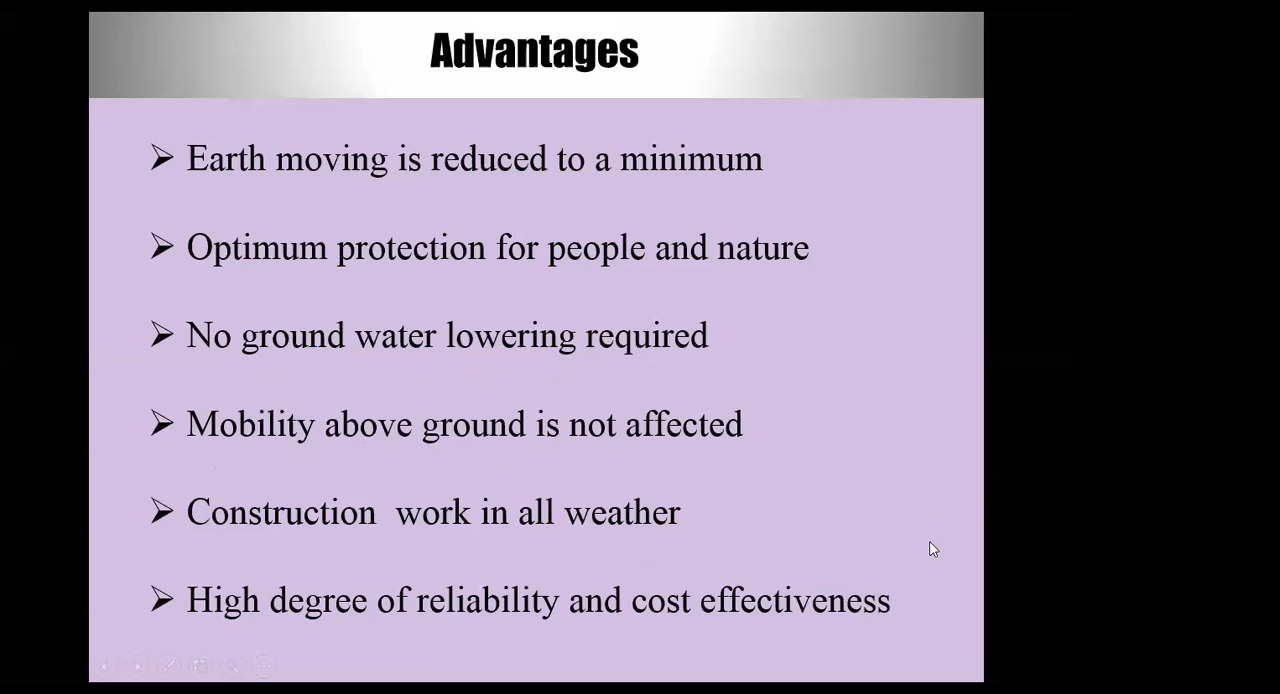 Advantages
➢ Earth moving is reduced to a minimum
➢ Optimum protection for people and nature
➢ No ground water lowering required
➢ Mobility above ground is not affected
➢ Construction  work in all weather
➢ High degree of reliability and cost effectiveness